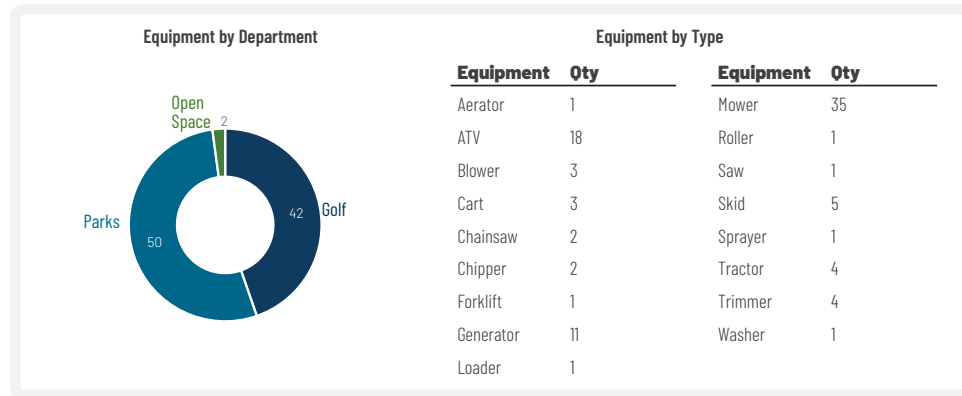 Equipment by Department
Open
Space 2
Golf
42
Parks
50
Equipment by Type
Equipment Qty
Aerator 1
ATV 18
Blower 3
Cart 3
Chainsaw 2
Chipper 2
Forklift 1
Generator 11
Loader 1
Equipment Qty
Mower 35
Roller 1
Saw 1
Skid 5
Sprayer 1
Tractor 4
Trimmer 4
Washer 1